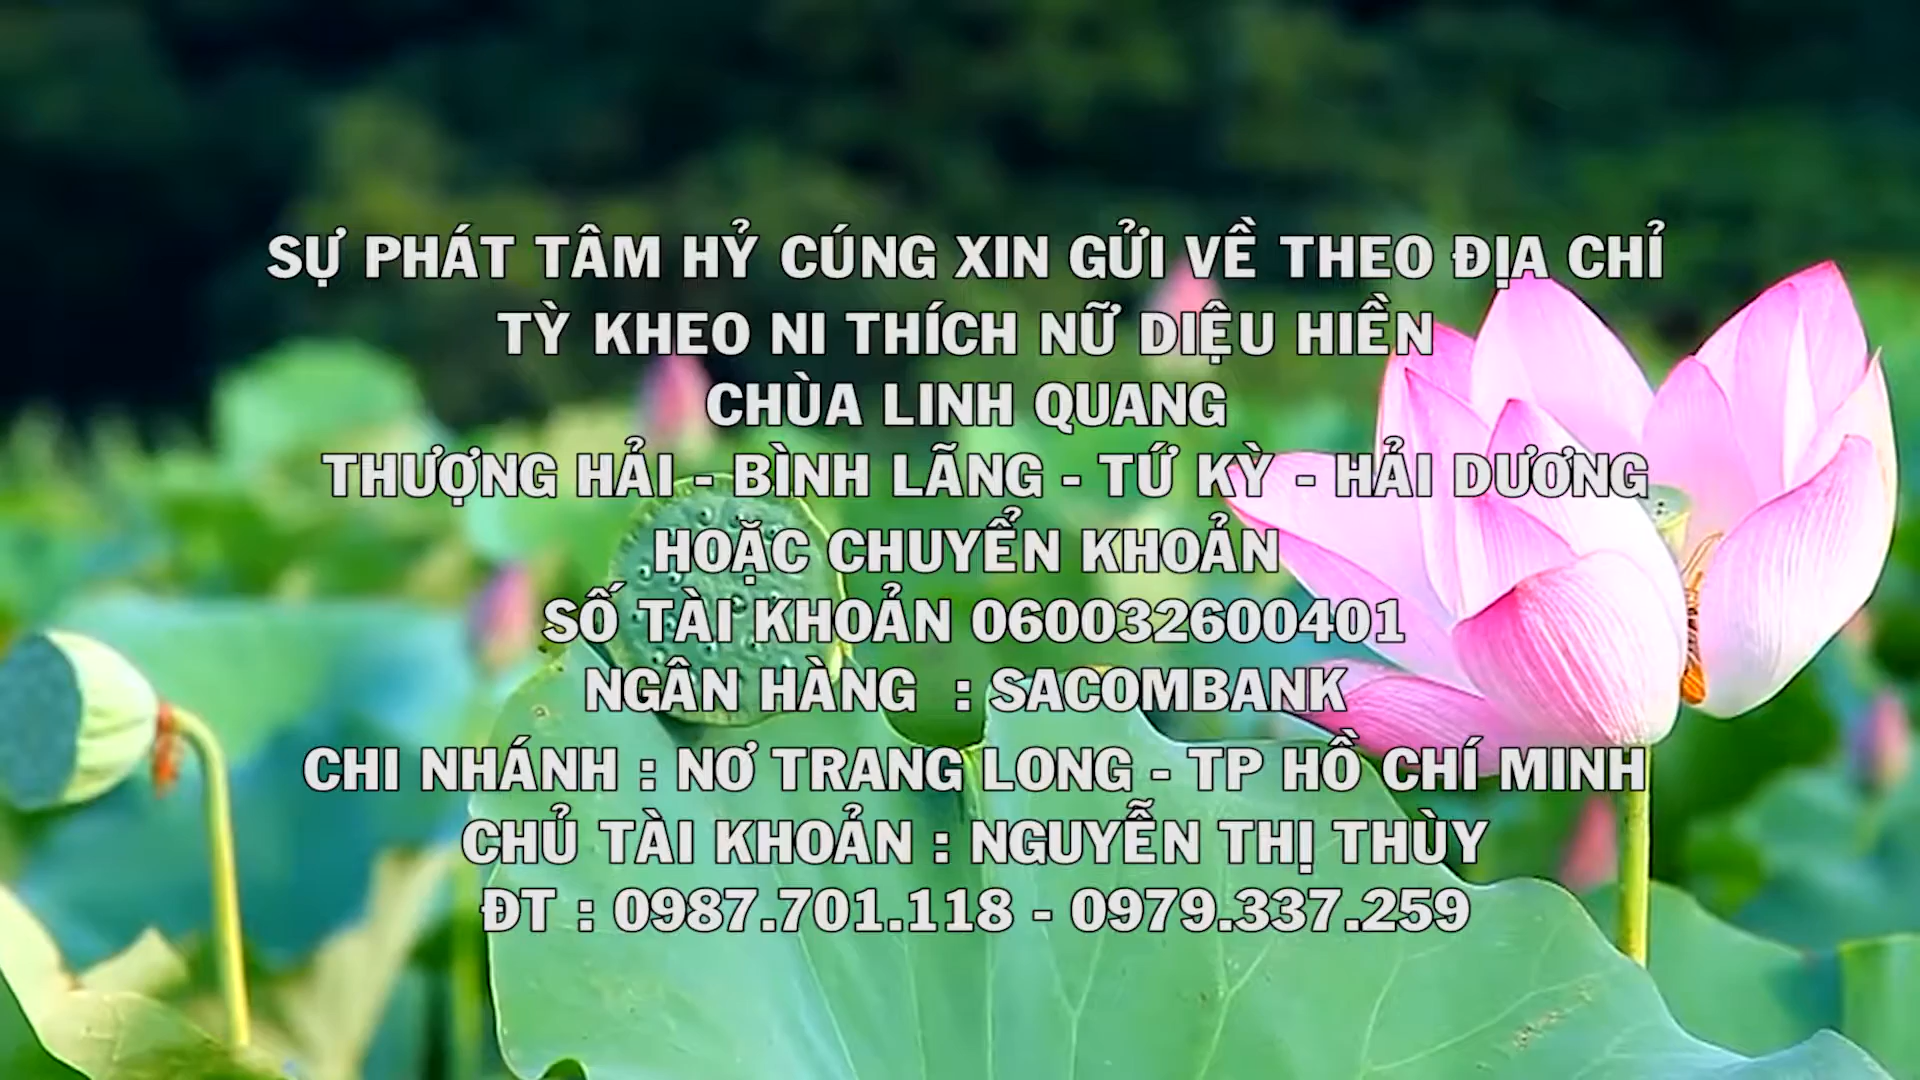 SỰ PHÁT TÂM HỶ CÚNG XIN GỬI VỀ THEO ĐỊA CHỈ
TỲ KHEO NI THÍCH NỮ DIỆU HIỀN
CHÙA LINH QUANG
THƯỢNG HẢI - BÌNH LÃNG - TỨ KỲ - HẢI DƯƠNG
HOẶC CHUYỂN KHOẢN
SỐ TÀI KHOẢN 060032600401
NGÂN HÀNG : SACOMBANK
CHI NHÁNH : NƠ TRANG LONG - TP HỒ CHÍ MINH
CHỦ TÀI KHOẢN : NGUYỄN THỊ THÙY
ĐT : 0987.701.118 - 0979.337.259